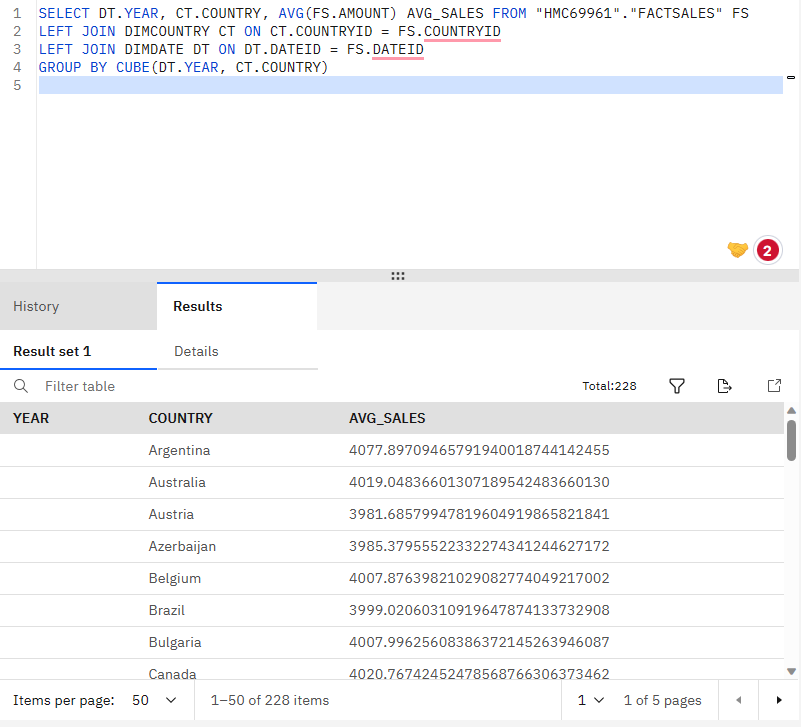 1 SELECT DT.YEAR, CT.COUNTRY, AVG(FS.AMOUNT) AVG_SALES FROM "HMC69961"."FACTSALES" FS
2 LEFT JOIN DIMCOUNTRY CT ON CT.COUNTRYID = FS.COUNTRYID
3 LEFT JOIN DIMDATE DT ON DT.DATEID = FS.DATEID
4 GROUP BY CUBE(DT.YEAR, CT.COUNTRY)
5
2
History Results
Result set 1 Details
Filter table Total:228
YEAR COUNTRY AVG_SALES
Argentina 4077.89709465791940018744142455
Australia 4019.04836601307189542483660130
Austria 3981.68579947819604919865821841
Azerbaijan 3985.37955522332274341244627172
Belgium 4007.87639821029082774049217002
Brazil 3999.02060310919647874133732908
Bulgaria 4007.99625608386372145263946087
Canada 4020.76742452478568766306373462
Items per page: 50 1–50 of 228 items 1 1 of 5 pages